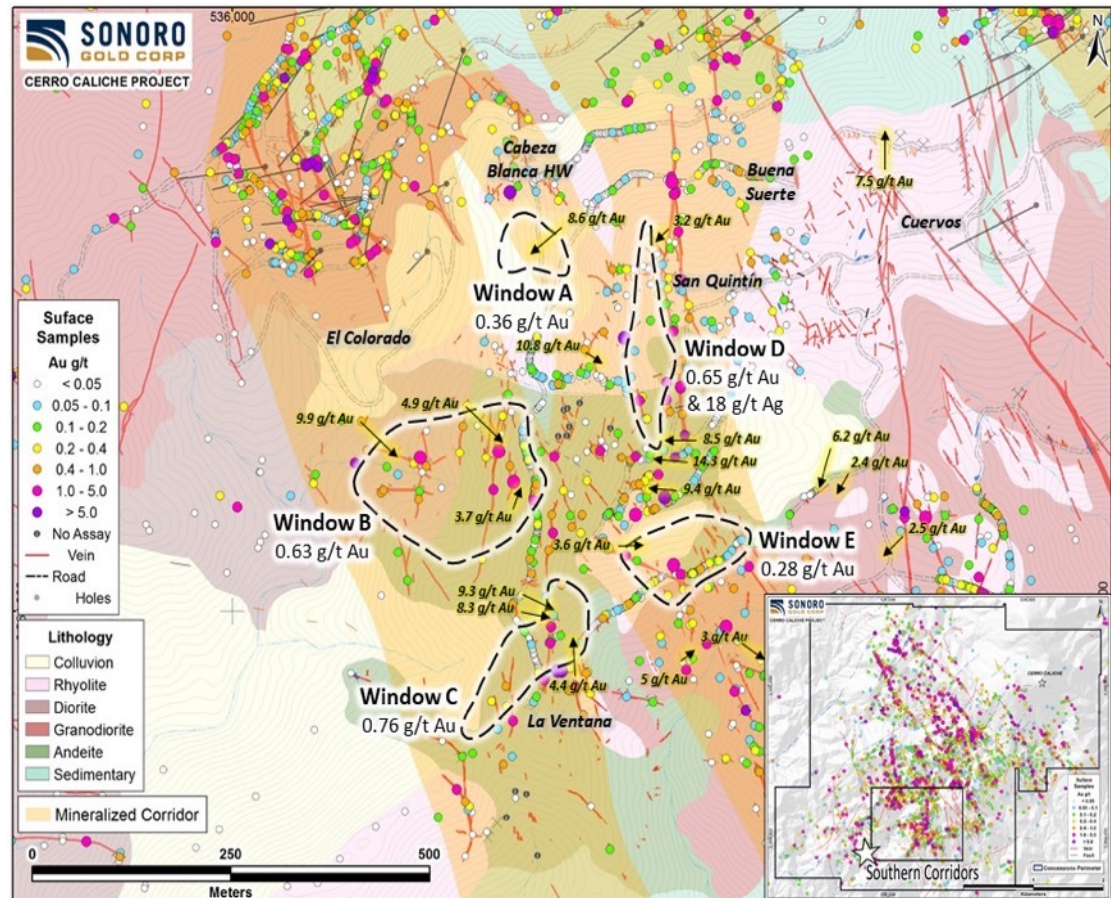 SONORO
GOLD CORP
CERRO CALICHE PROJECT
536,000
N
Cabeza
Blanca HW
Buena
Suerte
7.5 g/t Au
Cuervos
8.6 g/t Au
3.2 g/t Au
Window A
0.36 g/t Au
San Quintín
El Colorado
10.8 g/t Au
Window D
0.65 g/t Au
& 18 g/t Ag
4.9 g/t Au
9.9 g/t Au
8.5 g/t Au
14.3 g/t Au
6.2 g/t Au
2.4 g/t Au
9.4 g/t Au
3.7 g/t Au
Window B
0.63 g/t Au
2.5 g/t Au
3.6 g/t Au
Window E
0.28 g/t Au
9.3 g/t Au
8.3 g/t Au
3 g/t Au
5 g/t Au
4.4 g/t Au
Window C
0.76 g/t Au
La Ventana
Suface
Samples
Au g/t
< 0.05
0.05 - 0.1
0.1 - 0.2
0.2 - 0.4
0.4 - 1.0
1.0 - 5.0
> 5.0
No Assay
Vein
Road
Holes
Lithology
Colluvion
Rhyolite
Diorite
Granodiorite
Andeite
Sedimentary
Mineralized Corridor
0 250 500
Meters
SONORO
GOLD CORP
CERRO CALICHE PROJECT
CERRO CALICHE
Suface
Samples
Au g/t
Southern Corridors
Concessions Perimeter